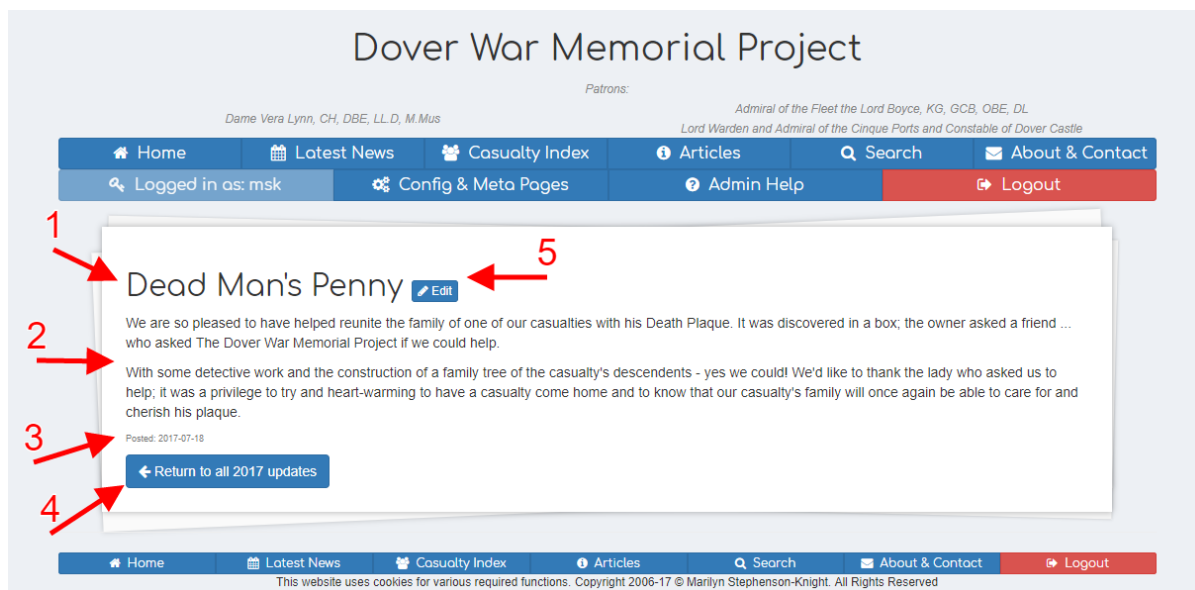 Dover War Memorial Project
Patrons:
Dame Vera Lynn, CH, DBE, LL.D, M.Mus
Admiral of the Fleet the Lord Boyce, KG, GCB, OBE, DL
Lord Warden and Admiral of the Cinque Ports and Constable of Dover Castle
Home Latest News Casualty Index Articles Search About & Contact
Logged in as: msk Config & Meta Pages Admin Help Logout
1
5
Dead Man's Penny Edit
We are so pleased to have helped reunite the family of one of our casualties with his Death Plaque. It was discovered in a box; the owner asked a friend ...
2
who asked The Dover War Memorial Project if we could help.
With some detective work and the construction of a family tree of the casualty's descendents - yes we could! We'd like to thank the lady who asked us to
help; it was a privilege to try and heart-warming to have a casualty come home and to know that our casualty's family will once again be able to care for and
cherish his plaque.
3
Posted: 2017-07-18
Return to all 2017 updates
4
Home Latest News Casualty Index Articles Search About & Contact Logout
This website uses cookies for various required functions. Copyright 2006-17 © Marilyn Stephenson-Knight. All Rights Reserved